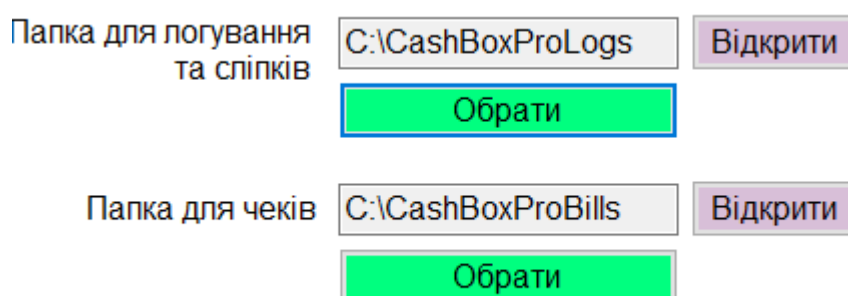 Папка для логування
та сліпків
C:\CashBoxProLogs
Відкрити
Обрати
Папка для чеків
C:\CashBoxProBills
Відкрити
Обрати